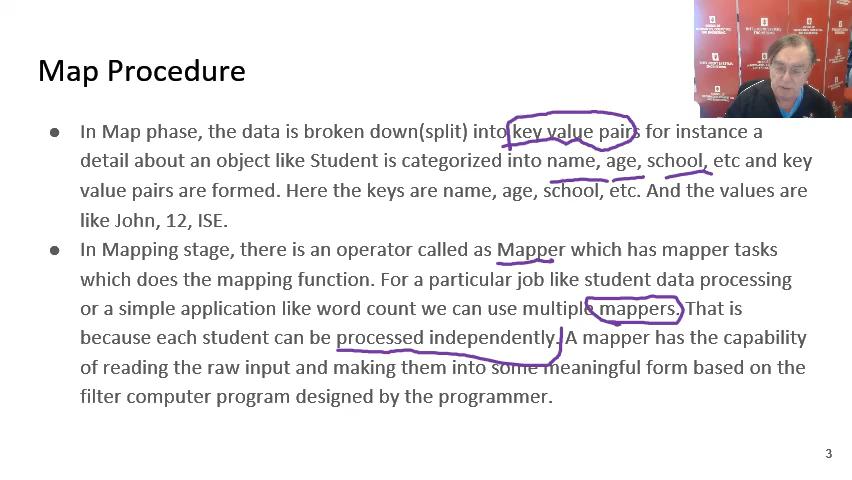 Map Procedure
● In Map phase, the data is broken down(split) into key value pairs for instance a
detail about an object like Student is categorized into name, age, school, etc and key
value pairs are formed. Here the keys are name, age, school, etc. And the values are
like John, 12, ISE.
● In Mapping stage, there is an operator called as Mapper which has mapper tasks
which does the mapping function. For a particular job like student data processing
or a simple application like word count we can use multiple mappers. That is
because each student can be processed independently. A mapper has the capability
of reading the raw input and making them into some meaningful form based on the
filter computer program designed by the programmer.
3